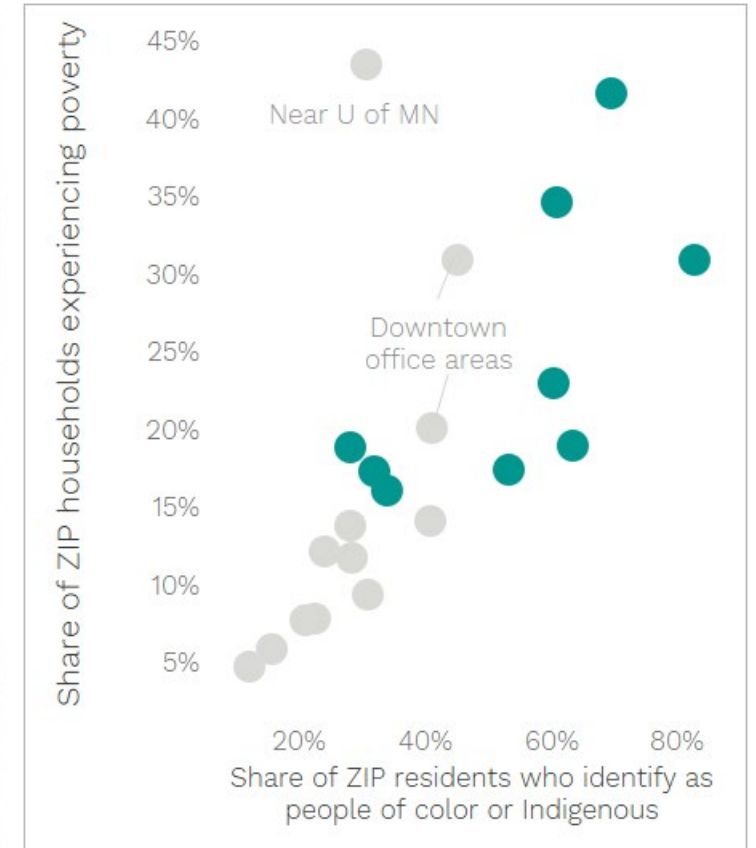 Share of ZIP households experiencing poverty
45%
40%
35%
30%
25%
20%
15%
10%
5%
Near U of MN
Downtown
office areas
20% 40% 60% 80%
Share of ZIP residents who identify as
people of color or Indigenous